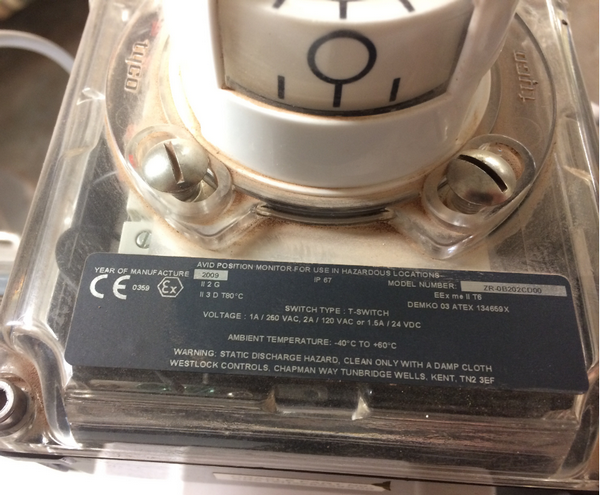 tyco
avid
AVID POSITION MONITOR FOR USE IN HAZARDOUS LOCATIONS
YEAR OF MANUFACTURE 2009 IP 67 MODEL NUMBER: ZR-0B202CD00
CE 0359 Ex II 2 G EEx me II T6
II 3 D T80°C DEMKO 03 ATEX 134659X
SWITCH TYPE : T-SWITCH
VOLTAGE : 1A / 250 VAC, 2A / 120 VAC or 1.5A / 24 VDC
AMBIENT TEMPERATURE: -40°C TO +60°C
WARNING: STATIC DISCHARGE HAZARD, CLEAN ONLY WITH A DAMP CLOTH
WESTLOCK CONTROLS, CHAPMAN WAY TUNBRIDGE WELLS, KENT, TN2 3EF